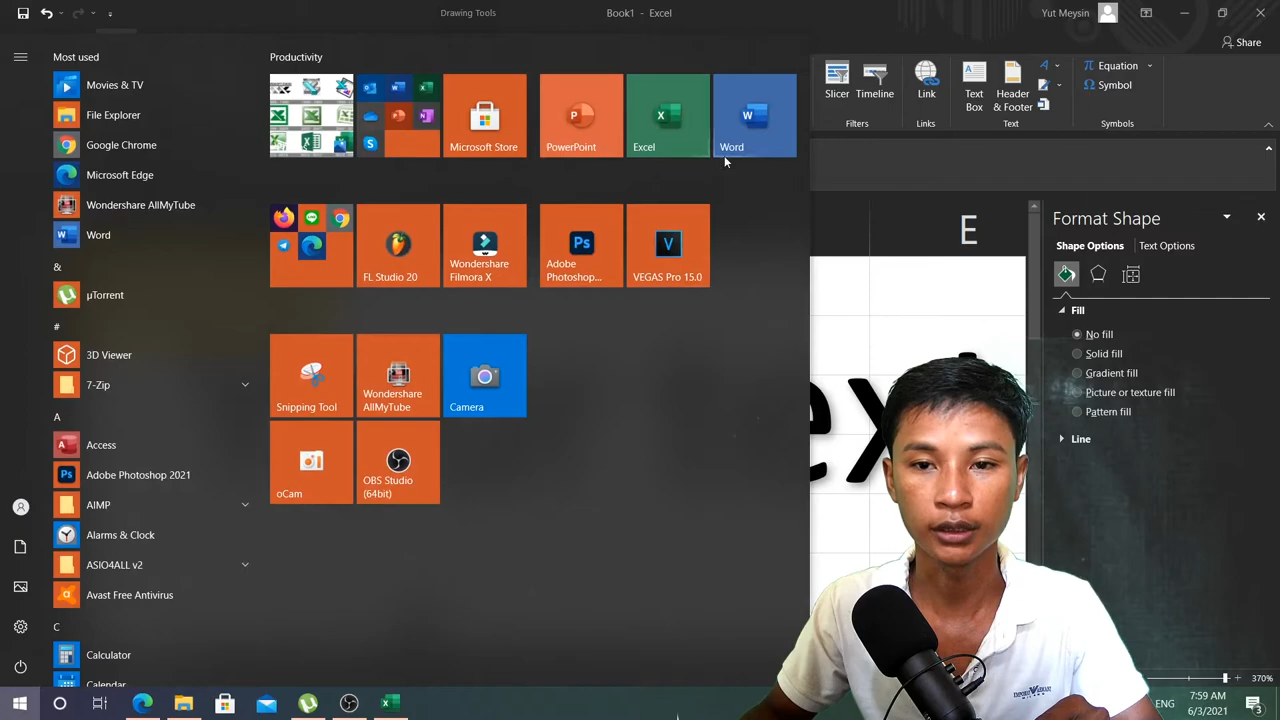 Drawing Tools
Book1 - Excel
Yut Meysin
Share
Most used
Movies & TV
File Explorer
Google Chrome
Microsoft Edge
Wondershare AllMyTube
Word
&
µTorrent
#
3D Viewer
7-Zip
A
Access
Adobe Photoshop 2021
AIMP
Alarms & Clock
ASIO4ALL v2
Avast Free Antivirus
C
Calculator
Calendar
Productivity
Microsoft Store
PowerPoint
Excel
Word
FL Studio 20
Wondershare
Filmora X
Adobe
Photoshop...
VEGAS Pro 15.0
Snipping Tool
Wondershare
AllMyTube
Camera
oCam
OBS Studio
(64bit)
Slicer
Timeline
Link
Text
Box
Header
& Footer
Equation
Symbol
Filters
Links
Text
Symbols
E
Format Shape
Shape Options
Text Options
Fill
No fill
Solid fill
Gradient fill
Picture or texture fill
Pattern fill
Line
370%
ENG
7:59 AM
6/3/2021
3